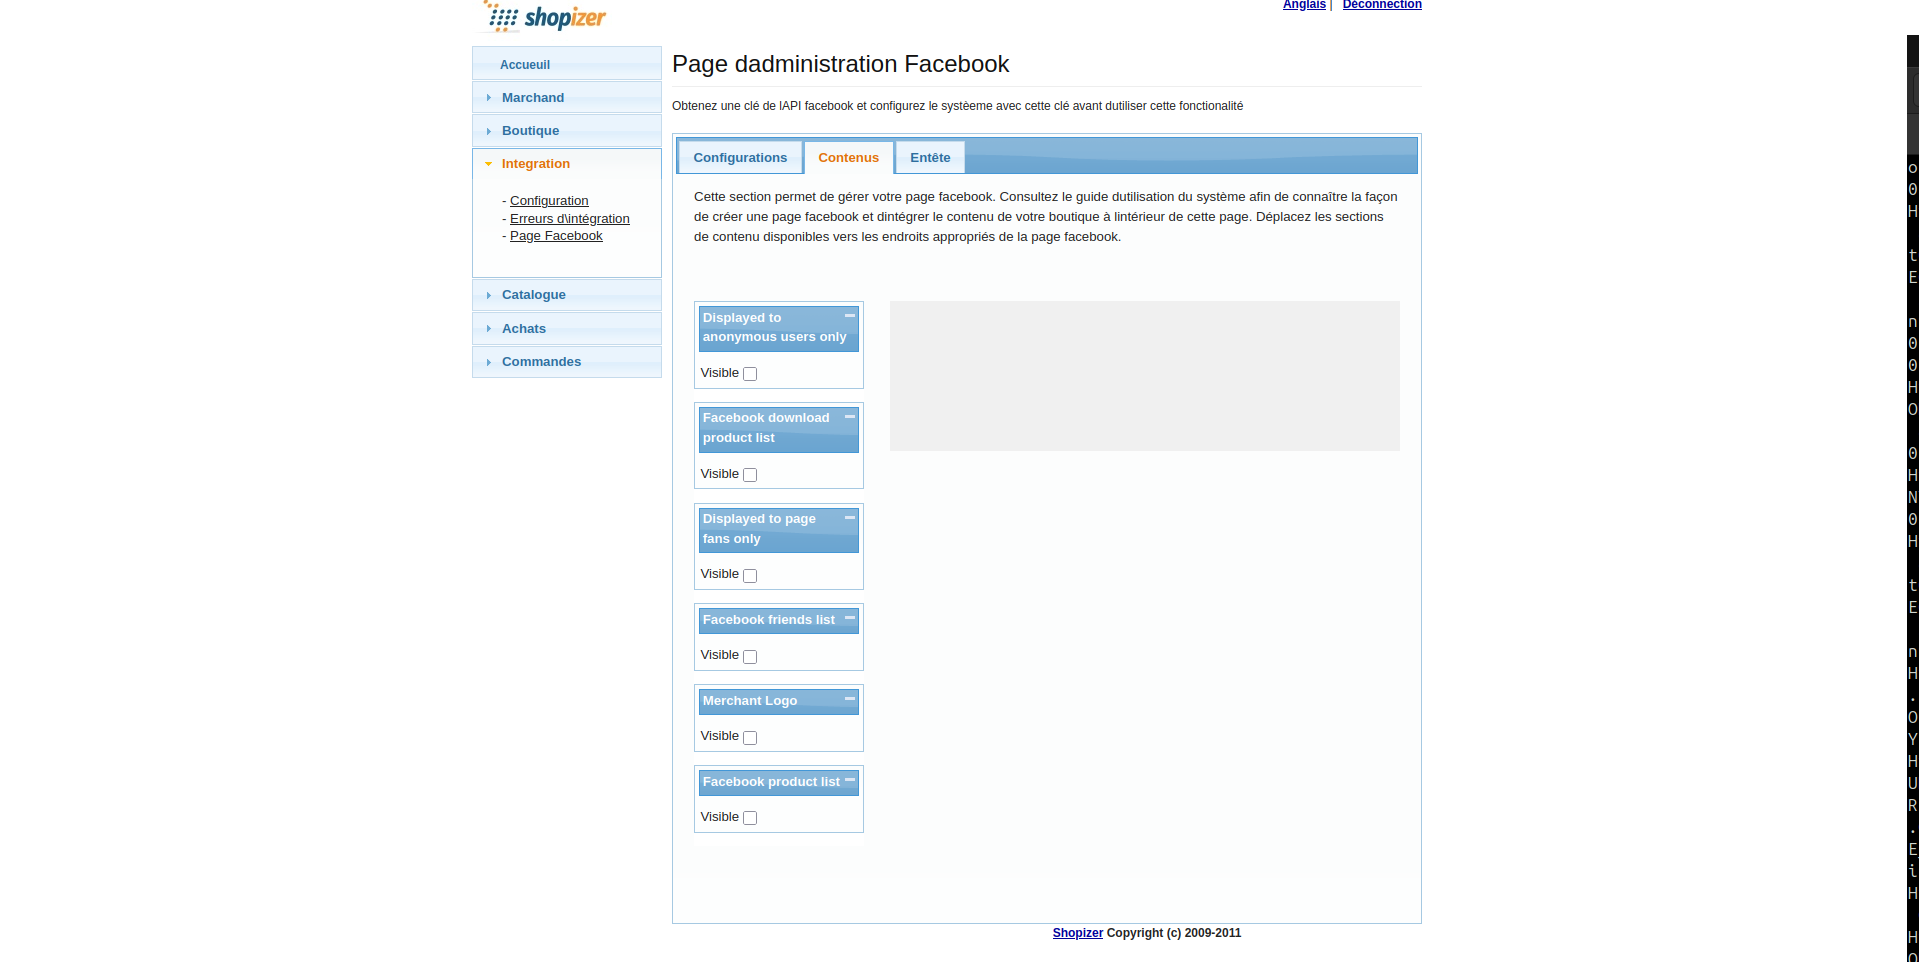 shopizer
Anglais | Déconnection
Accueuil
Marchand
Boutique
Integration
- Configuration
- Erreurs d\intégration
- Page Facebook
Catalogue
Achats
Commandes
Page dadministration Facebook
Obtenez une clé de lAPI facebook et configurez le systèeme avec cette clé avant dutiliser cette fonctionalité
Configurations
Contenus
Entête
Cette section permet de gérer votre page facebook. Consultez le guide dutilisation du système afin de connaître la façon
de créer une page facebook et dintégrer le contenu de votre boutique à lintérieur de cette page. Déplacez les sections
de contenu disponibles vers les endroits appropriés de la page facebook.
Displayed to
anonymous users only
Visible
Facebook download
product list
Visible
Displayed to page
fans only
Visible
Facebook friends list
Visible
Merchant Logo
Visible
Facebook product list
Visible
Shopizer Copyright (c) 2009-2011